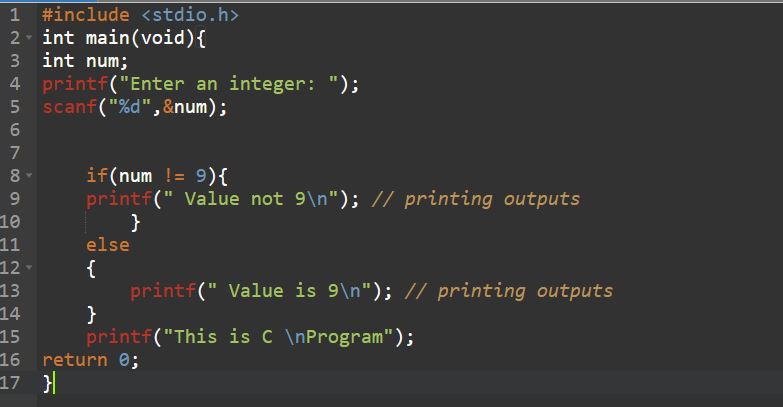 1 #include <stdio.h>
2 int main(void){
3 int num;
4 printf("Enter an integer: ");
5 scanf("%d",&num);
6
7
8     if(num != 9){
9     printf(" Value not 9\n"); // printing outputs
10         }
11     else
12     {
13         printf(" Value is 9\n"); // printing outputs
14     }
15     printf("This is C \nProgram");
16 return 0;
17 }